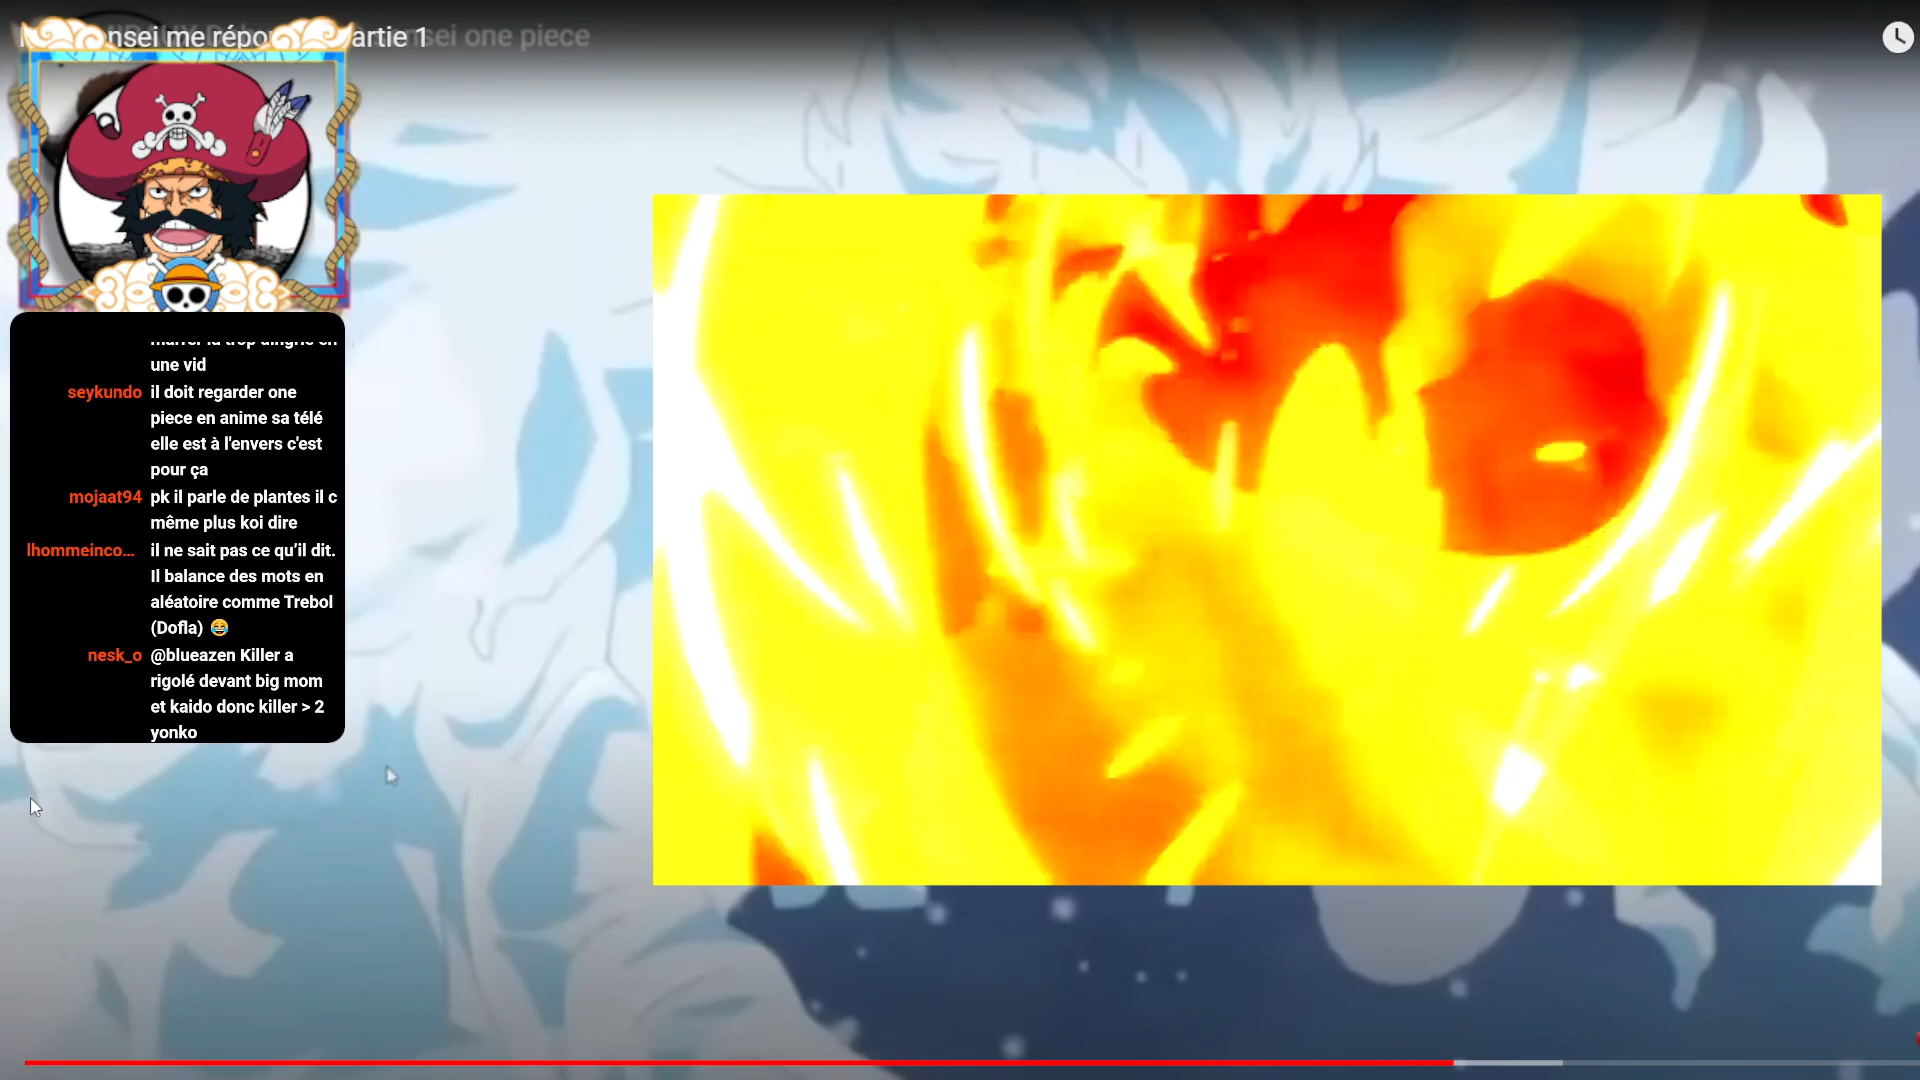 nsei me répo artie 1 nsei one piece
une vid
seykundo il doit regarder one
piece en anime sa télé
elle est à l'envers c'est
pour ça
mojaat94 pk il parle de plantes il c
même plus koi dire
lhommeinco... il ne sait pas ce qu'il dit.
Il balance des mots en
aléatoire comme Trebol
(Dofla) 😂
nesk_o @blueazen Killer a
rigolé devant big mom
et kaido donc killer > 2
yonko